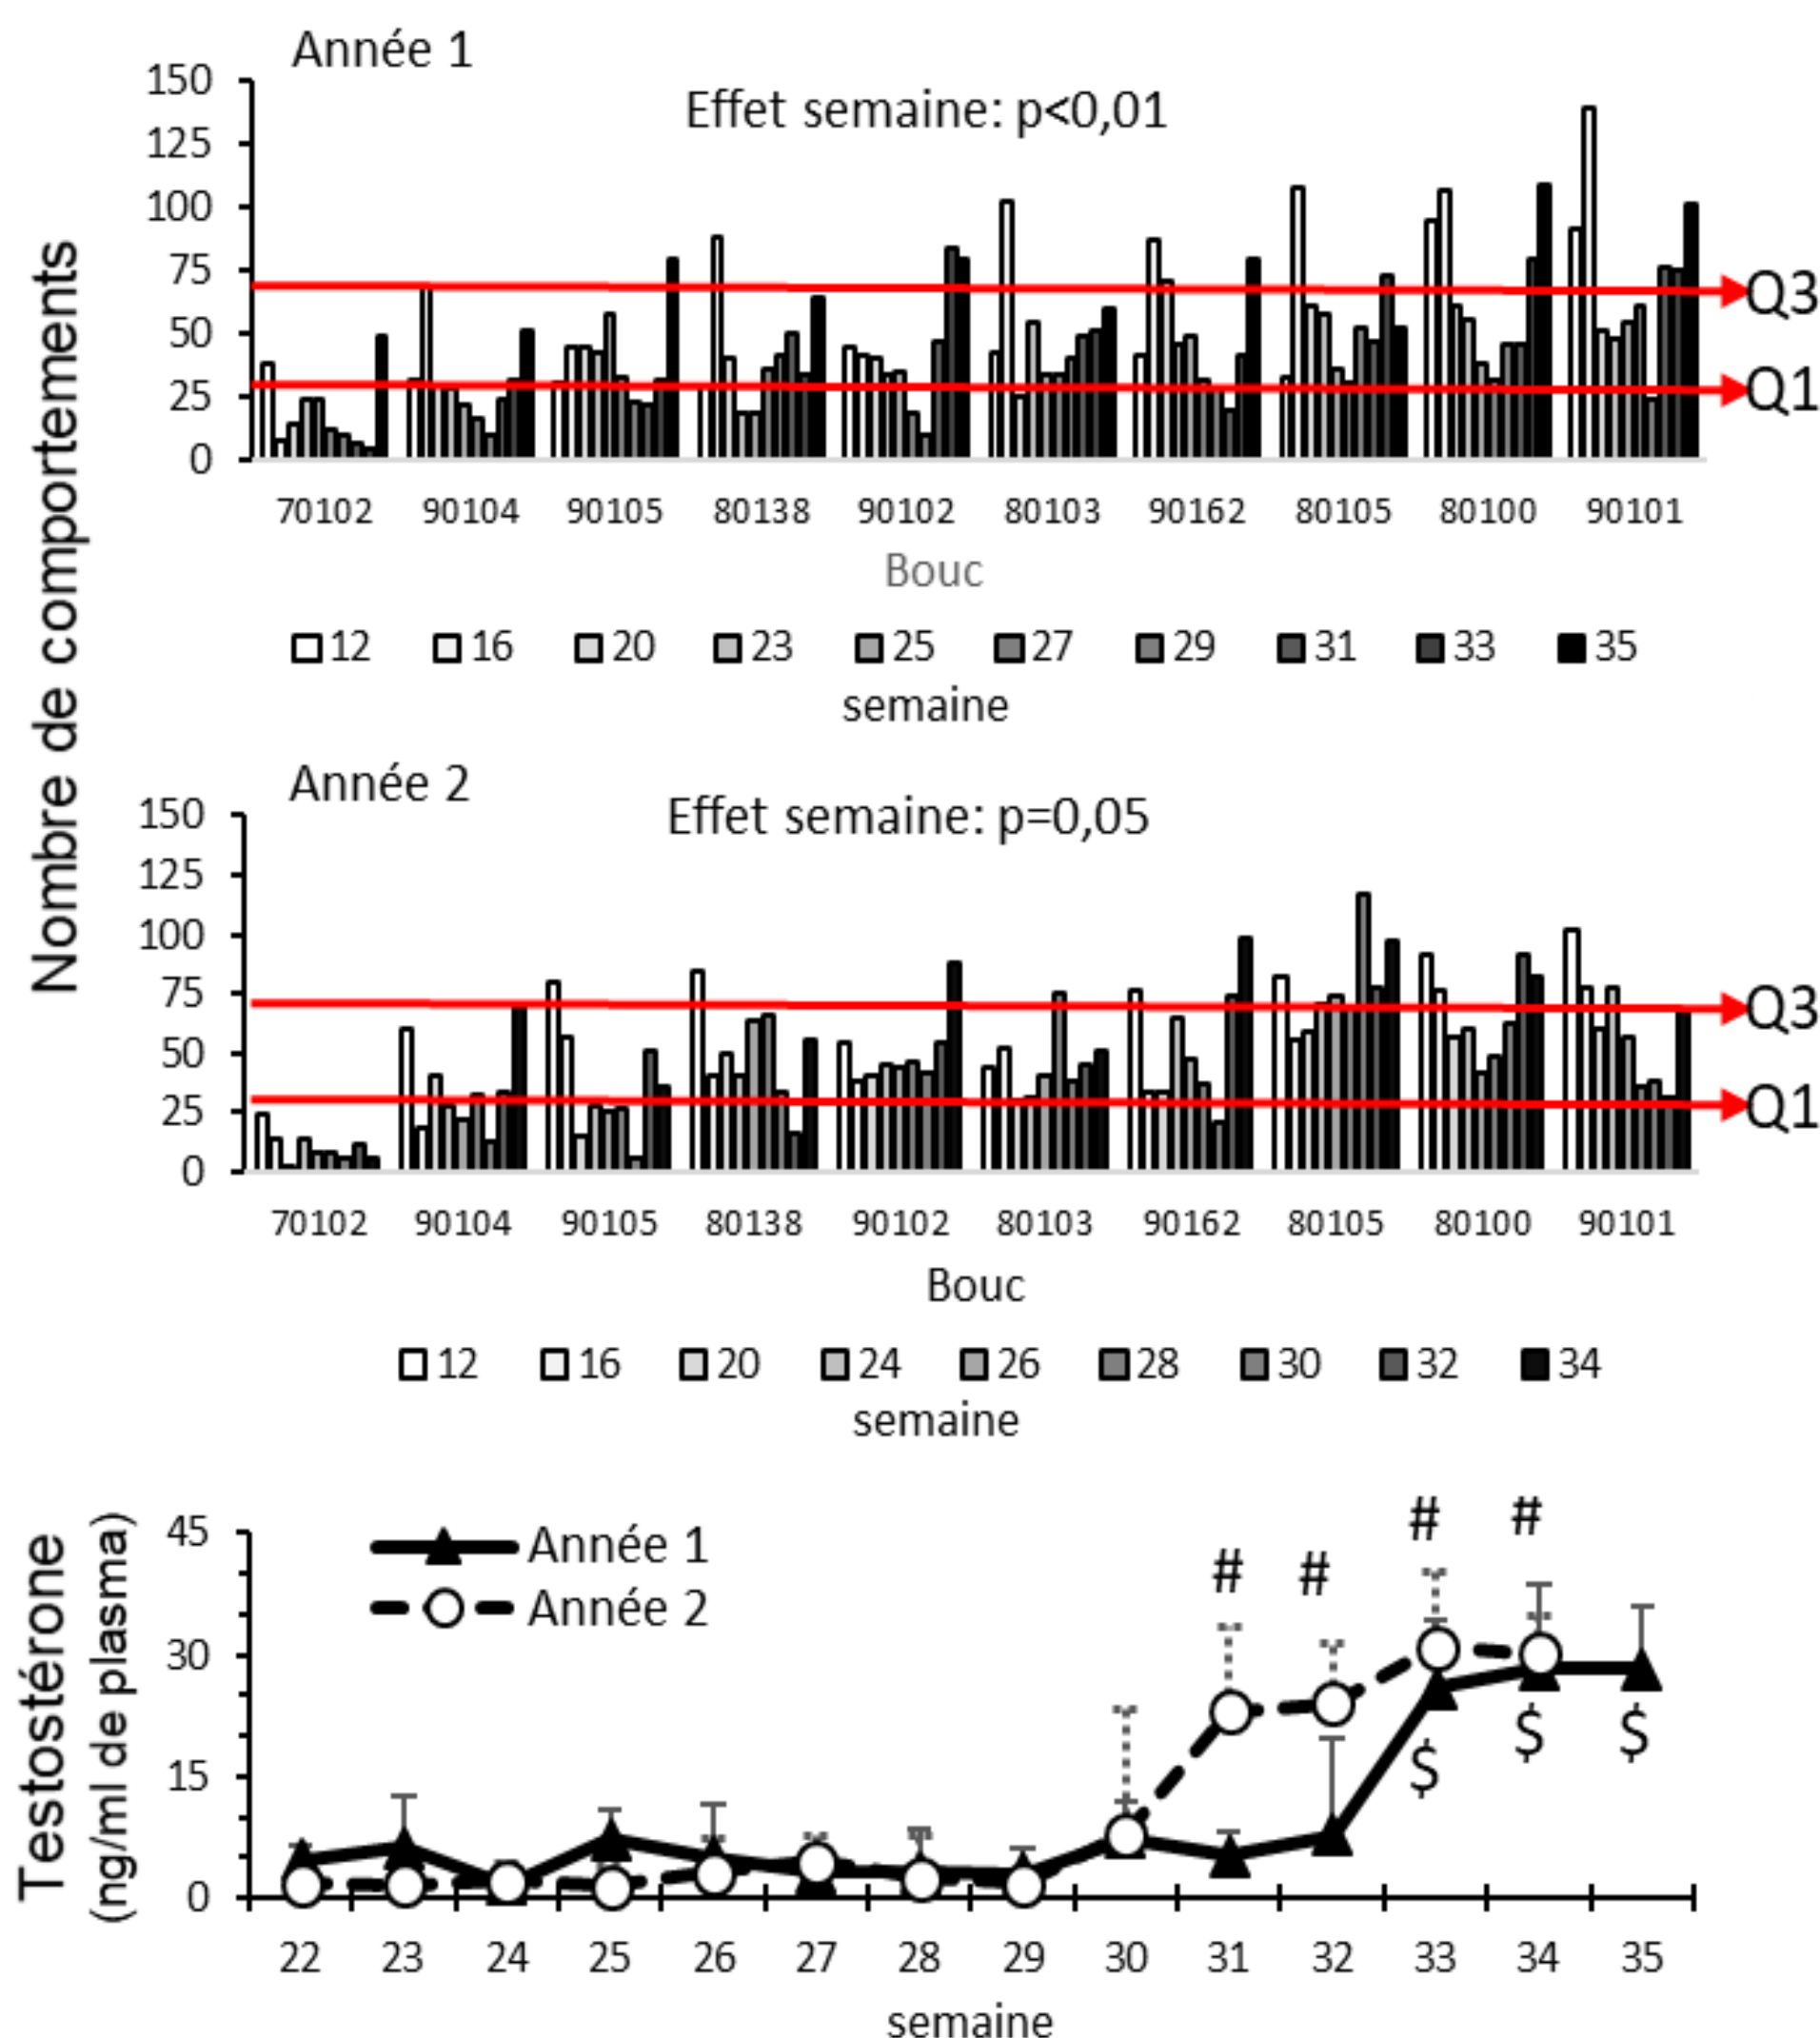 Nombre de comportements
Année 1
Effet semaine: p<0,01
150
125
100
75
50
25
0
Q3
Q1
70102 90104 90105 80138 90102 80103 90162 80105 80100 90101
Bouc
12 16 20 23 25 27 29 31 33 35
semaine
Année 2
Effet semaine: p=0,05
150
125
100
75
50
25
0
Q3
Q1
70102 90104 90105 80138 90102 80103 90162 80105 80100 90101
Bouc
12 16 20 24 26 28 30 32 34
semaine
Testostérone
(ng/ml de plasma)
45
30
15
0
Année 1
Année 2
# # # #
$ $ $
22 23 24 25 26 27 28 29 30 31 32 33 34 35
semaine